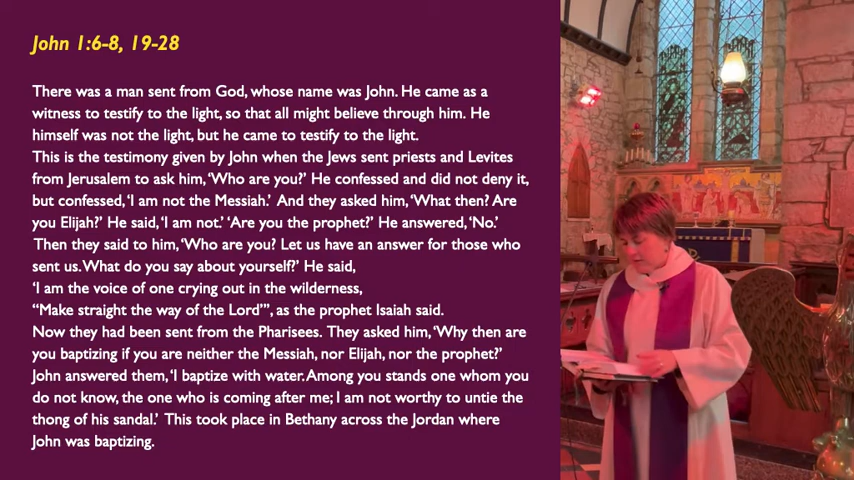 John 1:6-8, 19-28
There was a man sent from God, whose name was John. He came as a
witness to testify to the light, so that all might believe through him. He
himself was not the light, but he came to testify to the light.
This is the testimony given by John when the Jews sent priests and Levites
from Jerusalem to ask him, ‘Who are you?’ He confessed and did not deny it,
but confessed, ‘I am not the Messiah.’ And they asked him, ‘What then? Are
you Elijah?’ He said, ‘I am not.’ ‘Are you the prophet?’ He answered, ‘No.’
Then they said to him, ‘Who are you? Let us have an answer for those who
sent us. What do you say about yourself?’ He said,
‘I am the voice of one crying out in the wilderness,
“Make straight the way of the Lord”’, as the prophet Isaiah said.
Now they had been sent from the Pharisees. They asked him, ‘Why then are
you baptizing if you are neither the Messiah, nor Elijah, nor the prophet?’
John answered them, ‘I baptize with water. Among you stands one whom you
do not know, the one who is coming after me; I am not worthy to untie the
thong of his sandal.’ This took place in Bethany across the Jordan where
John was baptizing.